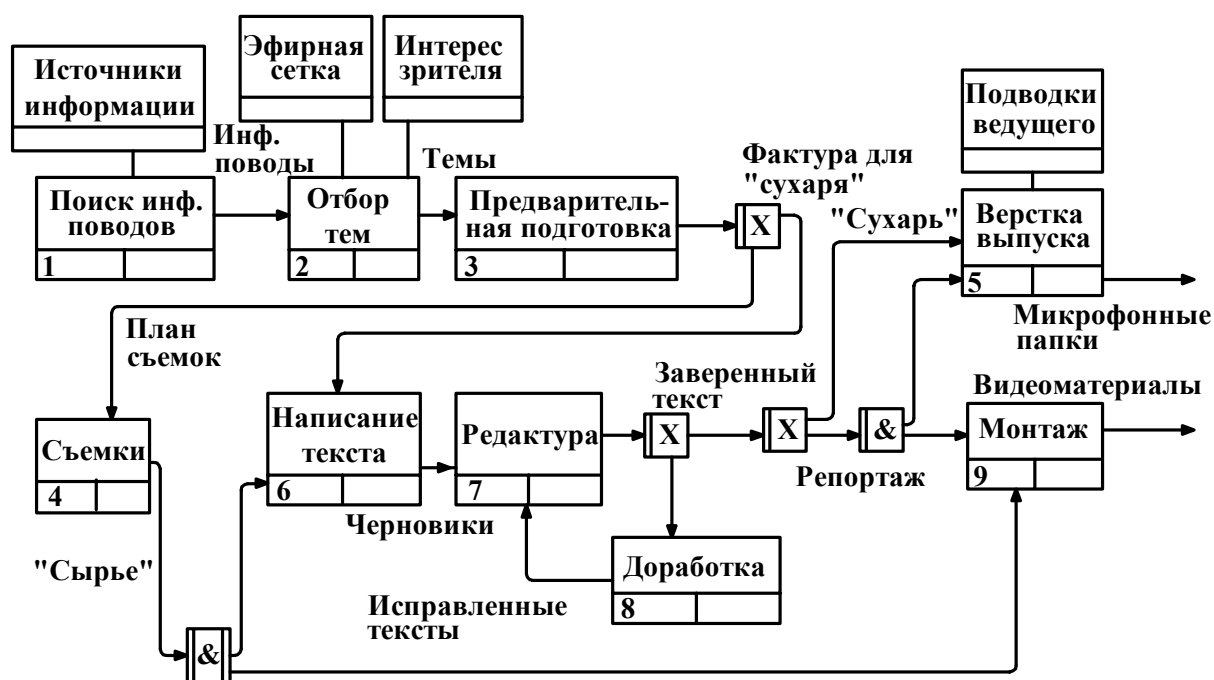 Эфирная
сетка
Интерес
зрителя
Источники
информации
Подводки
ведущего
Инф.
поводы
Темы
Фактура для
"сухаря"
Поиск инф.
поводов
1
Отбор
тем
2
Предваритель-
ная подготовка
3
X
"Сухарь"
Верстка
выпуска
5
Микрофонные
папки
План
съемок
Заверенный
текст
Видеоматериалы
Съемки
4
Написание
текста
6
Редактура
7
X
X
&
Монтаж
9
Репортаж
Черновики
"Сырье"
Доработка
8
Исправленные
тексты
&